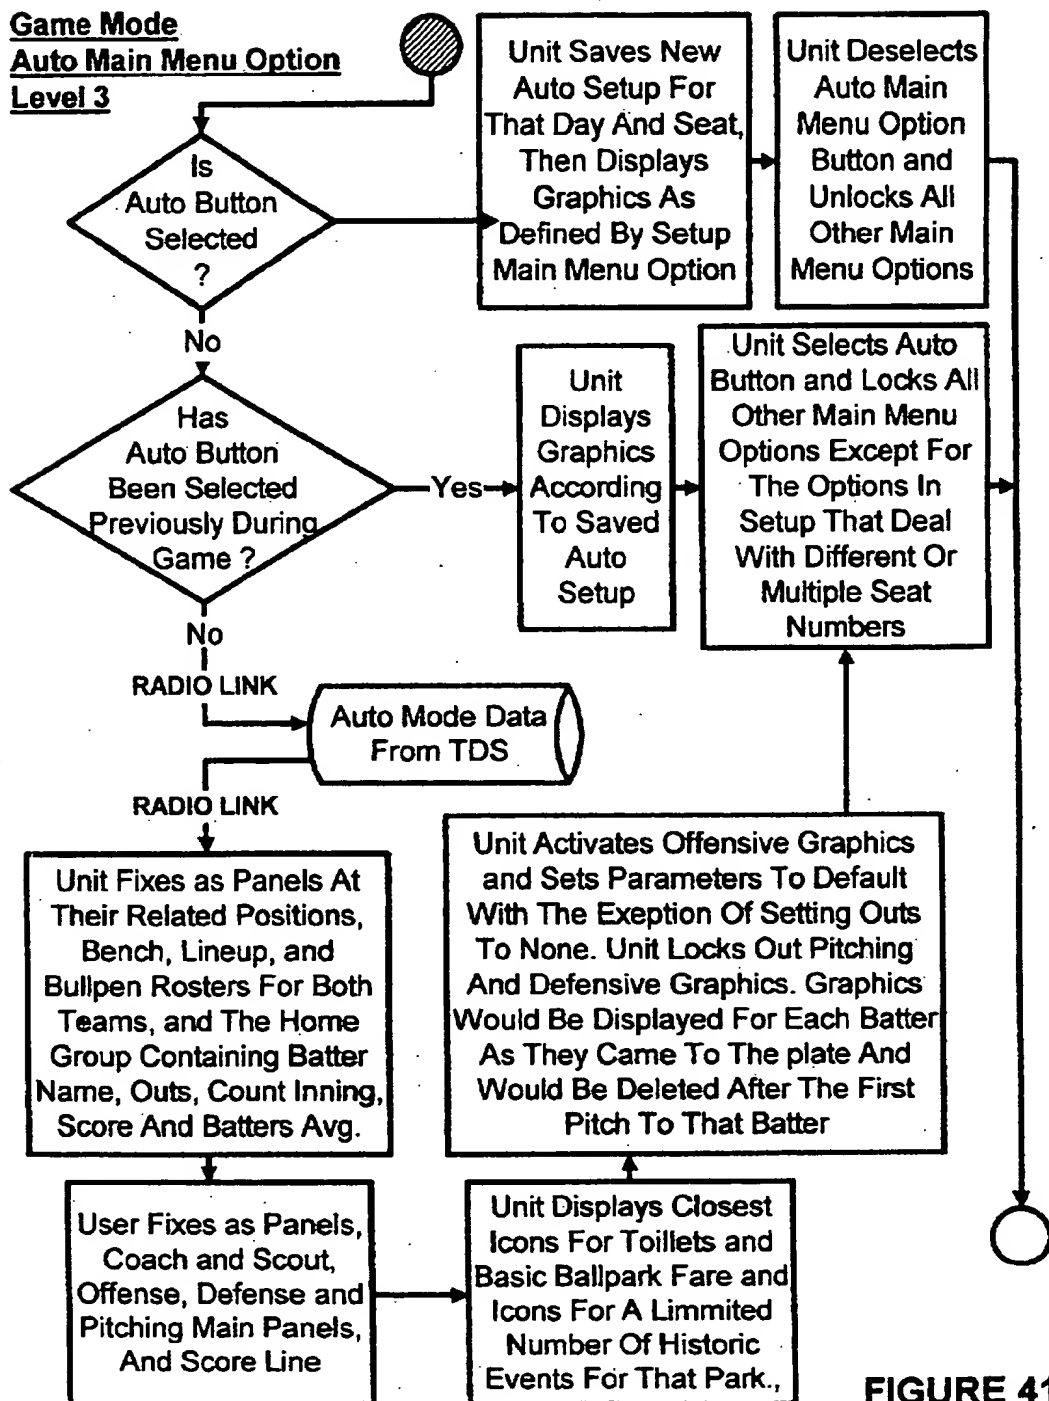 Game Mode
Auto Main Menu Option
Level 3
Is
Auto Button
Selected
?
Unit Saves New
Auto Setup For
That Day And Seat,
Then Displays
Graphics As
Defined By Setup
Main Menu Option
Unit Deselects
Auto Main
Menu Option
Button and
Unlocks All
Other Main
Menu Options
No
Has
Auto Button
Been Selected
Previously During
Game ?
Yes
Unit
Displays
Graphics
According
To Saved
Auto
Setup
Unit Selects Auto
Button and Locks All
Other Main Menu
Options Except For
The Options In
Setup That Deal
With Different Or
Multiple Seat
Numbers
No
RADIO LINK
Auto Mode Data
From TDS
RADIO LINK
Unit Fixes as Panels At
Their Related Positions,
Bench, Lineup, and
Bullpen Rosters For Both
Teams, and The Home
Group Containing Batter
Name, Outs, Count Inning,
Score And Batters Avg.
Unit Activates Offensive Graphics
and Sets Parameters To Default
With The Exeption Of Setting Outs
To None. Unit Locks Out Pitching
And Defensive Graphics. Graphics
Would Be Displayed For Each Batter
As They Came To The plate And
Would Be Deleted After The First
Pitch To That Batter
User Fixes as Panels,
Coach and Scout,
Offense, Defense and
Pitching Main Panels,
And Score Line
Unit Displays Closest
Icons For Toillets and
Basic Ballpark Fare and
Icons For A Limmited
Number Of Historic
Events For That Park.,
FIGURE 41